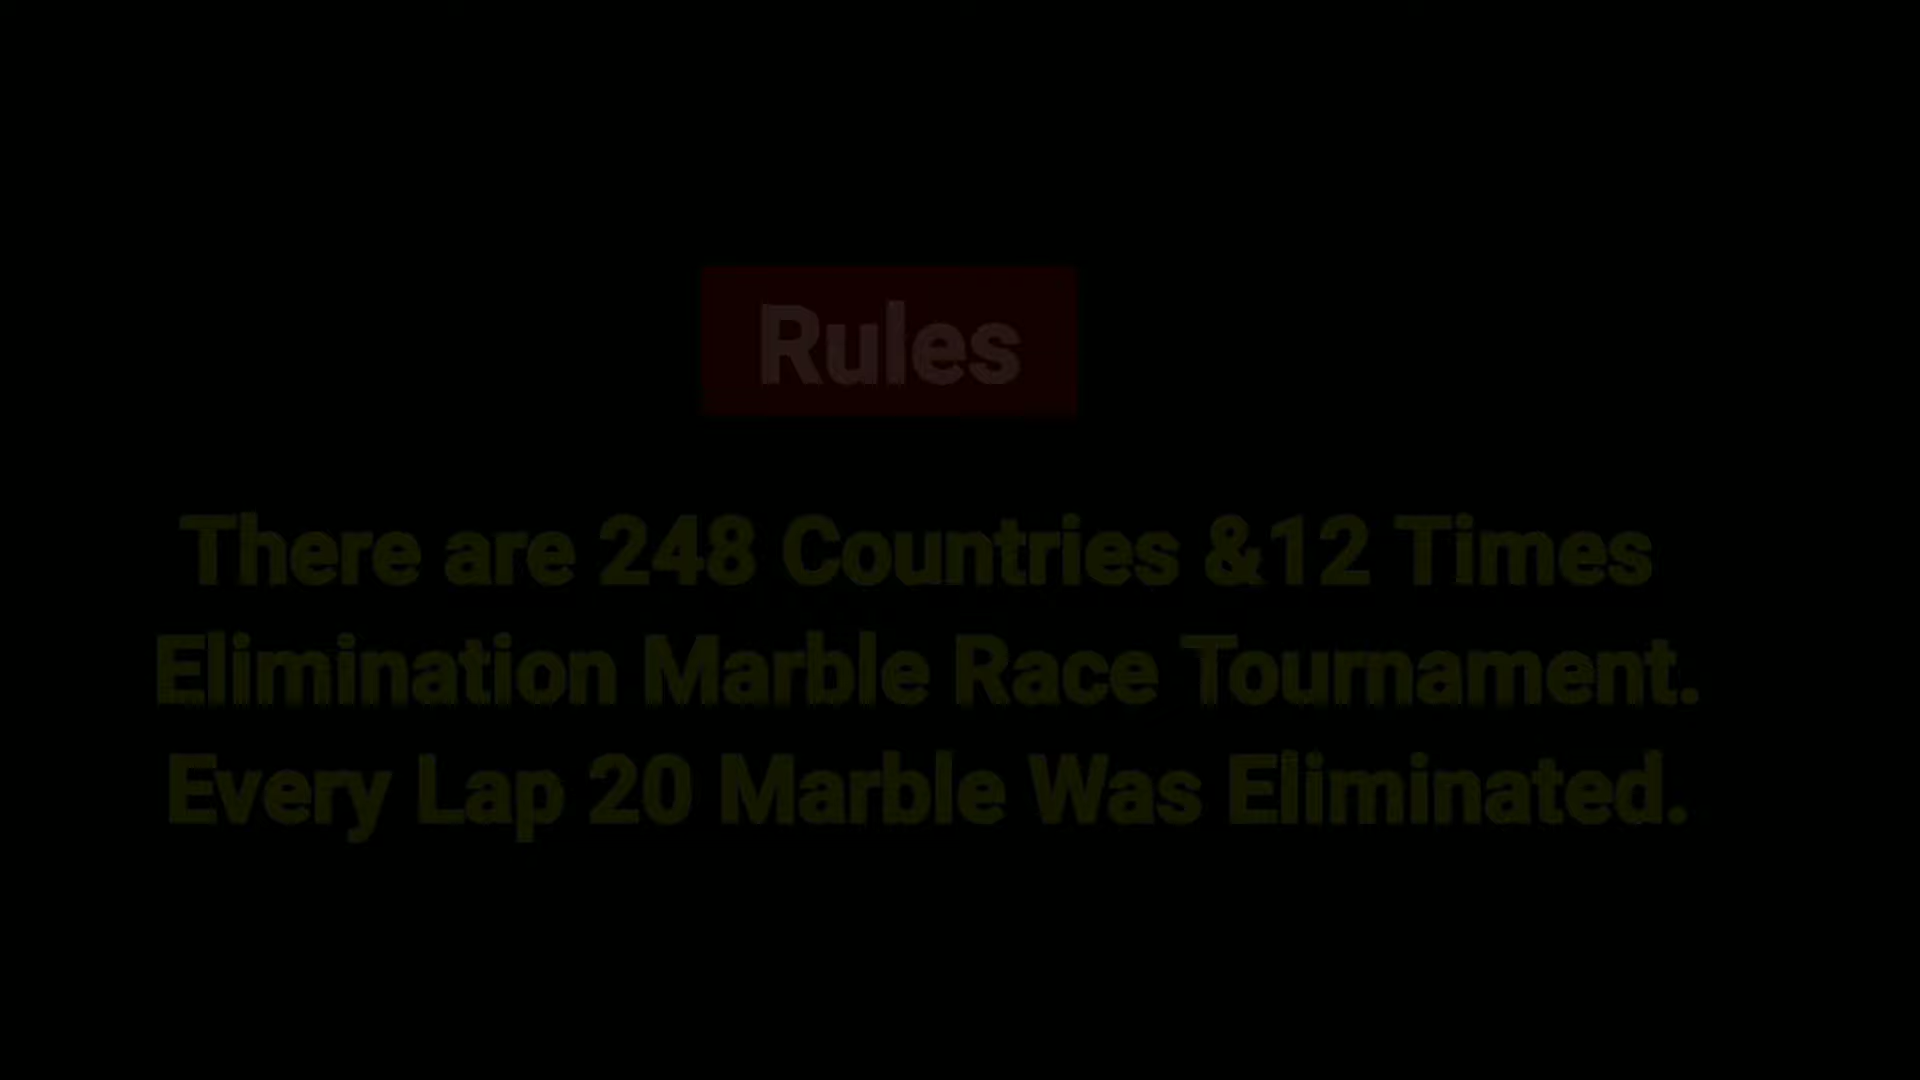 Rules
There are 248 Countries &12 Times
Elimination Marble Race Tournament.
Every Lap 20 Marble Was Eliminated.